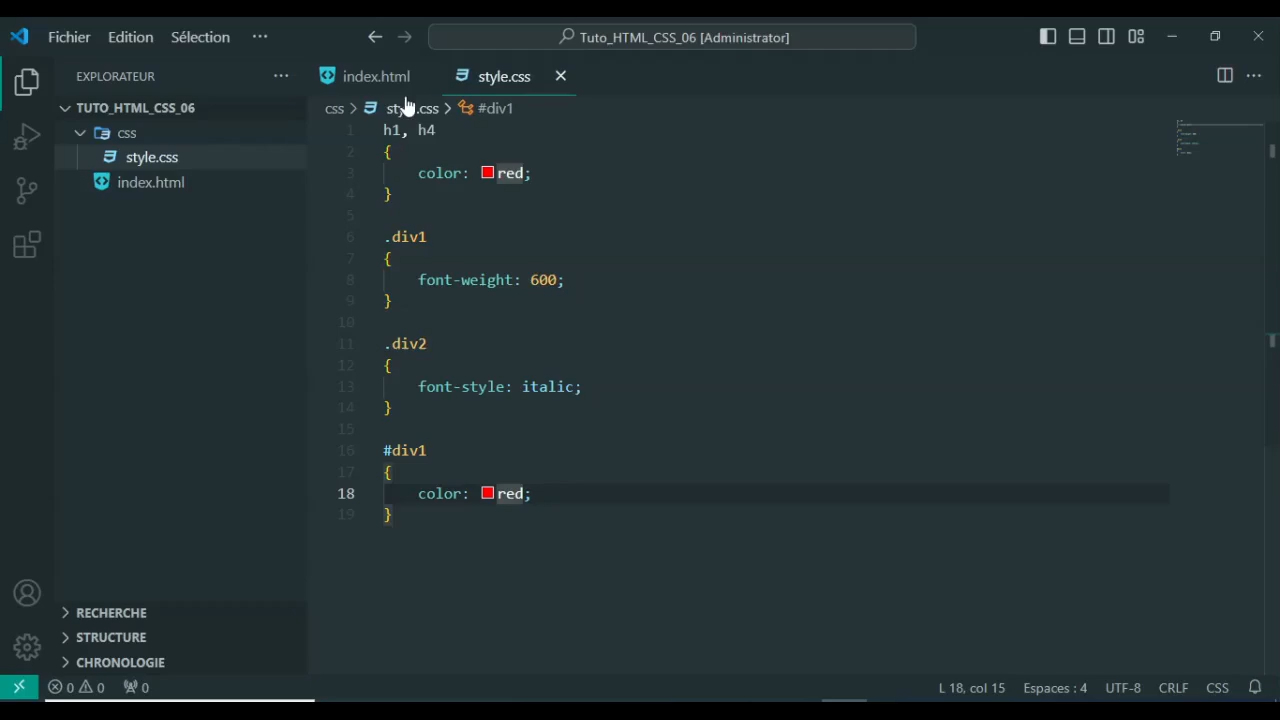 Fichier Edition Sélection ··· Tuto_HTML_CSS_06 [Administrator]
EXPLORATEUR ···
index.html style.css
TUTO_HTML_CSS_06
css
style.css
index.html
css > style.css > #div1
1 h1, h4
2 {
3 color: red;
4 }
5
6 .div1
7 {
8 font-weight: 600;
9 }
10
11 .div2
12 {
13 font-style: italic;
14 }
15
16 #div1
17 {
18 color: red;
19 }
RECHERCHE
STRUCTURE
CHRONOLOGIE
0 0 0 L 18, col 15 Espaces : 4 UTF-8 CRLF CSS